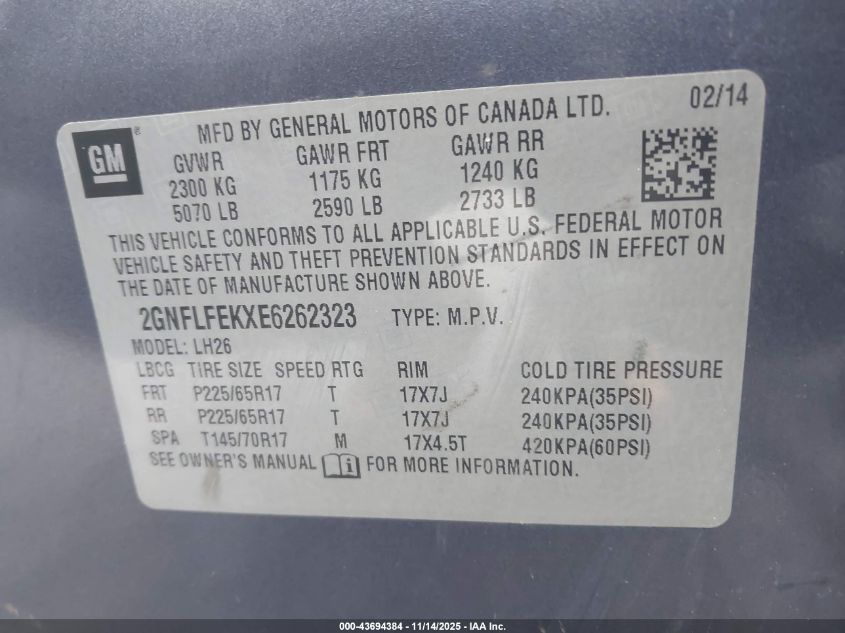 02/14
GM ®
MFD BY GENERAL MOTORS OF CANADA LTD.
GVWR GAWR FRT GAWR RR
2300 KG 1175 KG 1240 KG
5070 LB 2590 LB 2733 LB
THIS VEHICLE CONFORMS TO ALL APPLICABLE U.S. FEDERAL MOTOR
VEHICLE SAFETY AND THEFT PREVENTION STANDARDS IN EFFECT ON
THE DATE OF MANUFACTURE SHOWN ABOVE.
2GNFLFEKXE6262323 TYPE: M.P.V.
MODEL: LH26
LBCG TIRE SIZE SPEED RTG RIM COLD TIRE PRESSURE
FRT P225/65R17 T 17X7J 240KPA(35PSI)
RR P225/65R17 T 17X7J 240KPA(35PSI)
SPA T145/70R17 M 17X4.5T 420KPA(60PSI)
SEE OWNER'S MANUAL i FOR MORE INFORMATION.
000-43694384 - 11/14/2025 - IAA Inc.